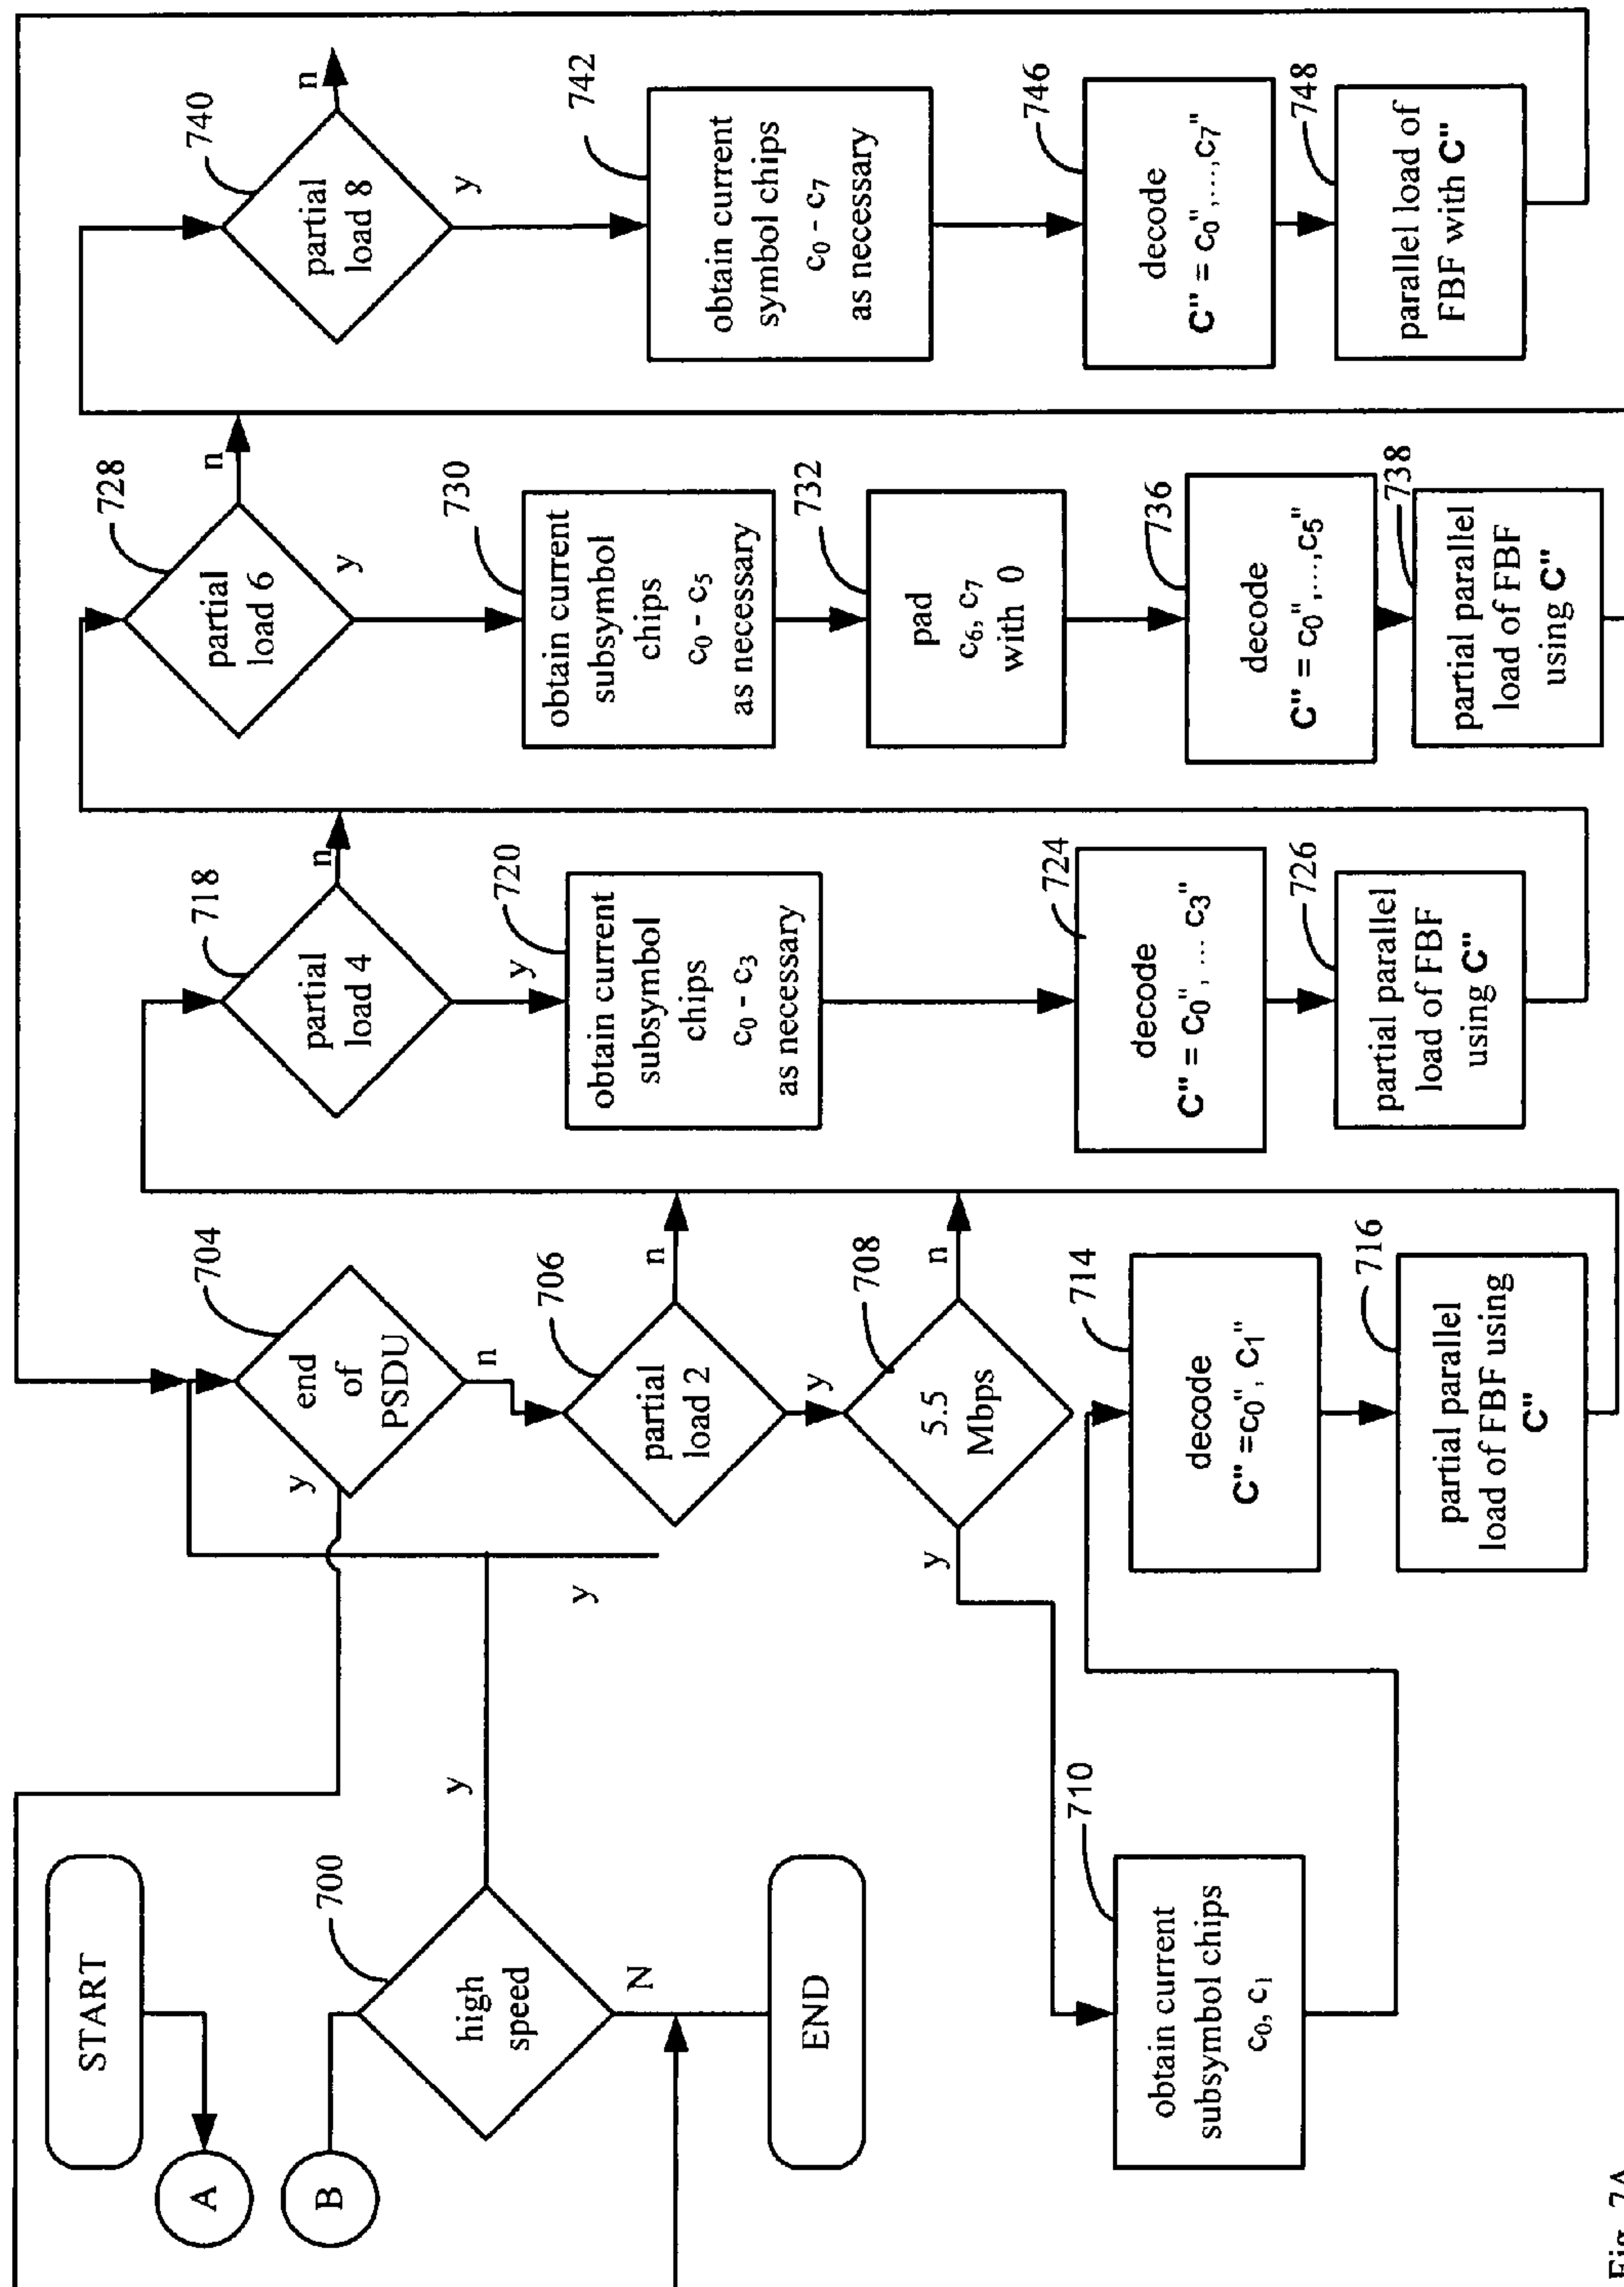 START
A
B
high
speed
700
y
N
END
y
end
of
PSDU
704
y
n
partial
load 2
706
n
y
5.5
Mbps
708
n
y
obtain current
subsymbol chips
c₀, c₁
710
decode
C" =c₀", c₁"
714
partial parallel
load of FBF using
C"
716
partial
load 4
718
n
y
obtain current
subsymbol
chips
c₀ - c₃
as necessary
720
decode
C" = c₀", ... c₃"
724
partial parallel
load of FBF
using C"
726
partial
load 6
728
n
y
obtain current
subsymbol
chips
c₀ - c₅
as necessary
730
pad
c₆, c₇
with 0
732
decode
C" = c₀",...,c₅"
736
partial parallel
load of FBF
using C"
738
partial
load 8
740
n
y
obtain current
symbol chips
c₀ - c₇
as necessary
742
decode
C" = c₀",...,c₇"
746
parallel load of
FBF with C"
748
Fig. 7A